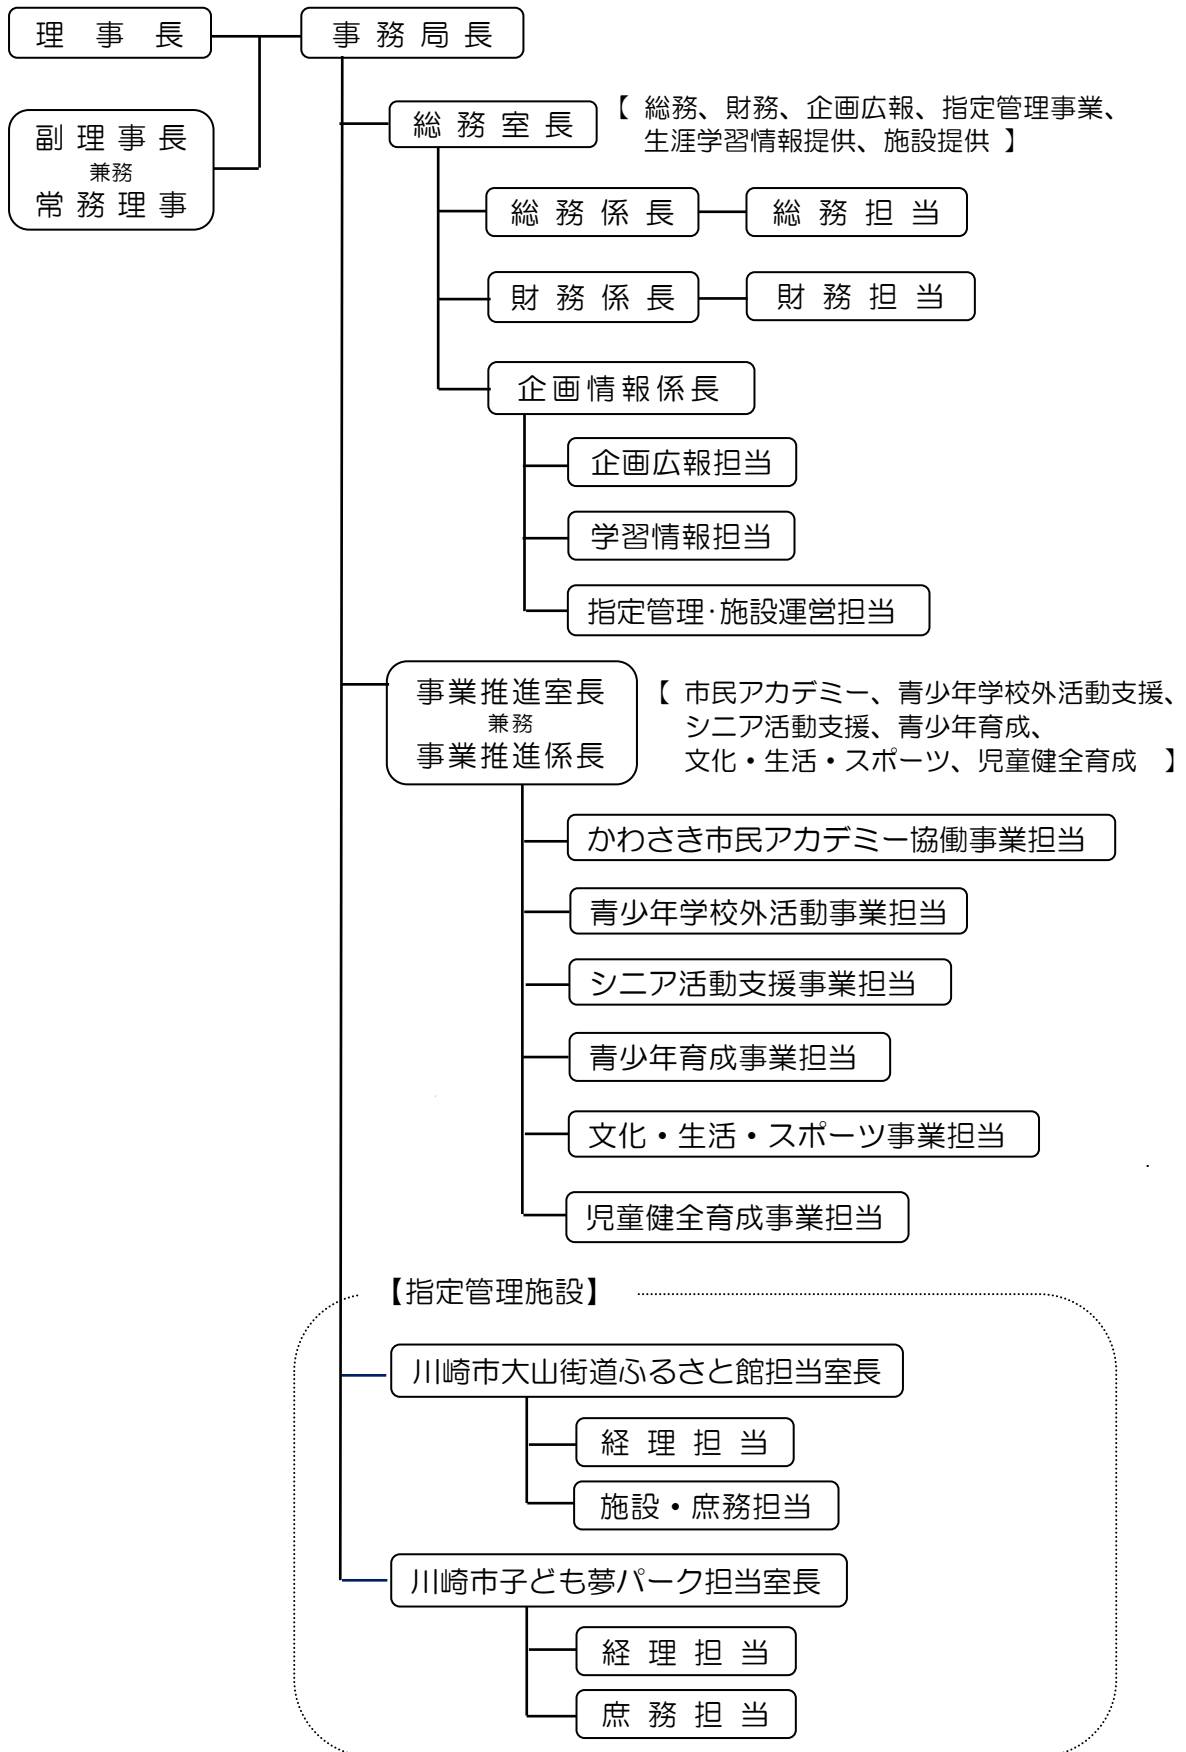 理事長
事務局長
副理事長
兼務
常務理事
総務室長
【 総務、財務、企画広報、指定管理事業、
生涯学習情報提供、施設提供 】
総務係長
総務担当
財務係長
財務担当
企画情報係長
企画広報担当
学習情報担当
指定管理・施設運営担当
事業推進室長
兼務
事業推進係長
【 市民アカデミー、青少年学校外活動支援、
シニア活動支援、青少年育成、
文化・生活・スポーツ、児童健全育成 】
かわさき市民アカデミー協働事業担当
青少年学校外活動事業担当
シニア活動支援事業担当
青少年育成事業担当
文化・生活・スポーツ事業担当
児童健全育成事業担当
【指定管理施設】
川崎市大山街道ふるさと館担当室長
経理担当
施設・庶務担当
川崎市子ども夢パーク担当室長
経理担当
庶務担当